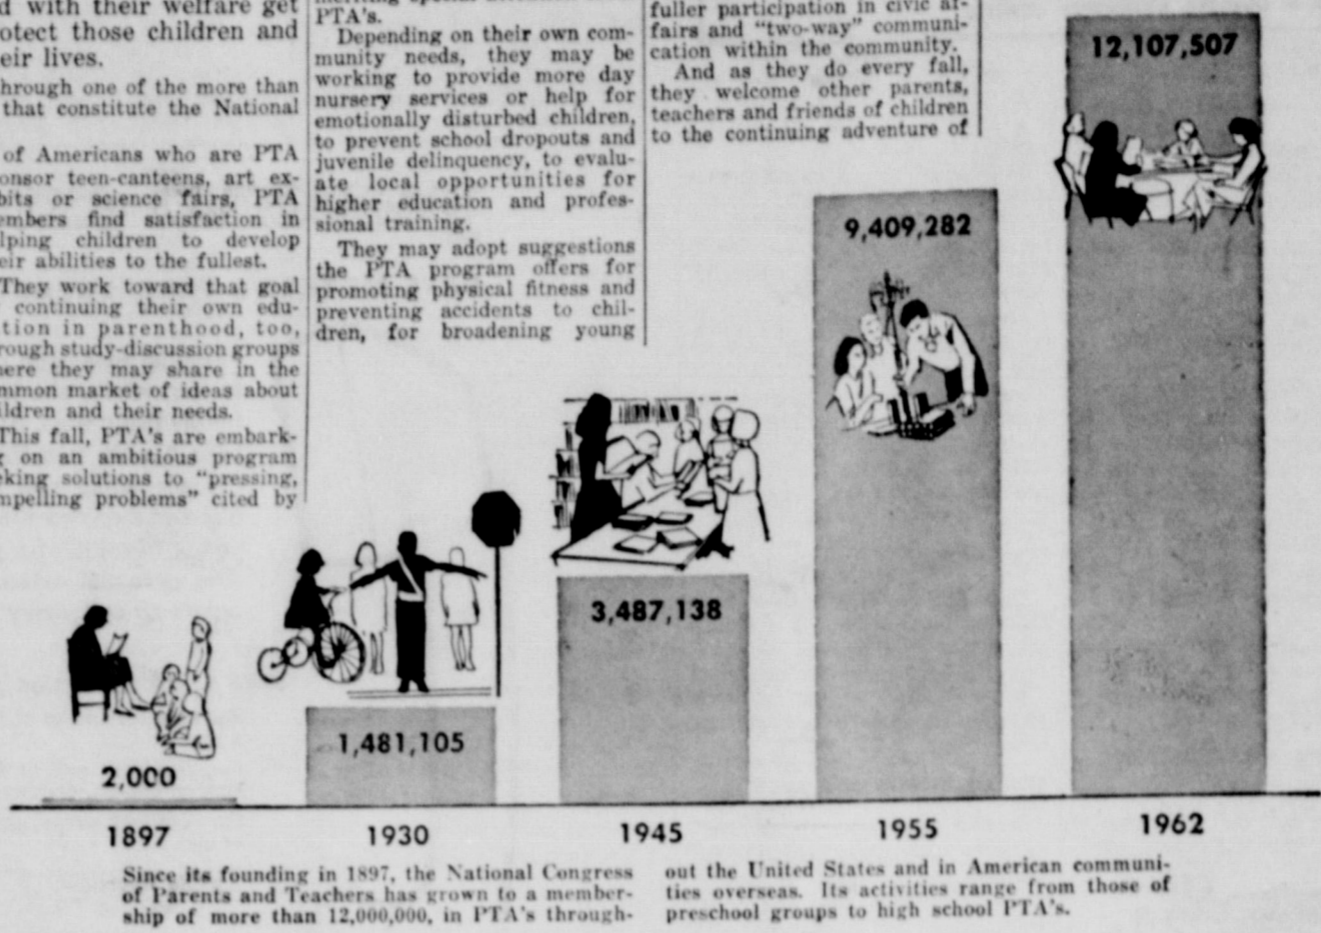 d with their welfare get
otect those children and
eir lives.
hrough one of the more than
that constitute the National
of Americans who are PTA
onsor teen-canteens, art ex-
bits or science fairs, PTA
embers find satisfaction in
lping children to develop
eir abilities to the fullest.
They work toward that goal
continuing their own edu-
tion in parenthood, too,
rough study-discussion groups
here they may share in the
mmon market of ideas about
ildren and their needs.
This fall, PTA's are embark-
g on an ambitious program
eking solutions to "pressing,
mpelling problems" cited by
PTA's.
Depending on their own com-
munity needs, they may be
working to provide more day
nursery services or help for
emotionally disturbed children,
to prevent school dropouts and
juvenile delinquency, to evalu-
ate local opportunities for
higher education and profes-
sional training.
They may adopt suggestions
the PTA program offers for
promoting physical fitness and
preventing accidents to chil-
dren, for broadening young
fuller participation in civic af-
fairs and "two-way" communi-
cation within the community.
And as they do every fall,
they welcome other parents,
teachers and friends of children
to the continuing adventure of
12,107,507
9,409,282
3,487,138
1,481,105
2,000
1897
1930
1945
1955
1962
Since its founding in 1897, the National Congress
of Parents and Teachers has grown to a member-
ship of more than 12,000,000, in PTA's through-
out the United States and in American communi-
ties overseas. Its activities range from those of
preschool groups to high school PTA's.